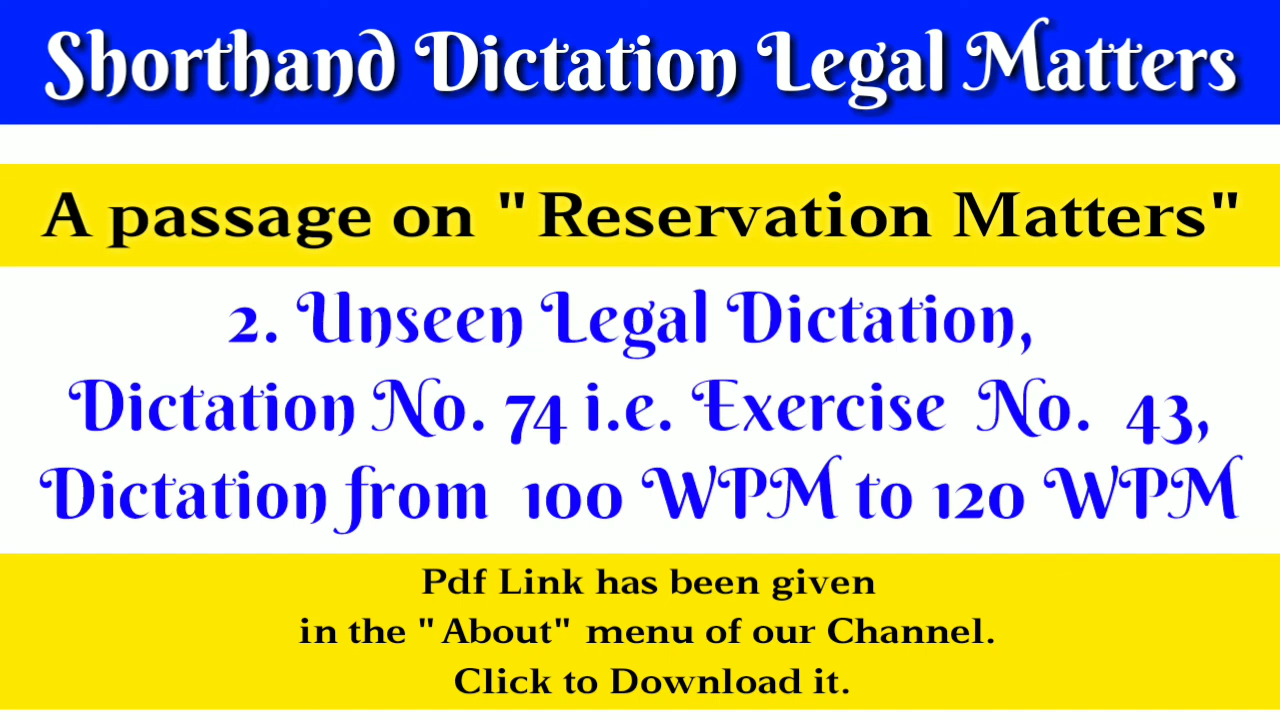 Shorthand Dictation Legal Matters
A passage on "Reservation Matters"
2. Unseen Legal Dictation,
Dictation No. 74 i.e. Exercise No. 43,
Dictation from 100 WPM to 120 WPM
Pdf Link has been given
in the "About" menu of our Channel.
Click to Download it.